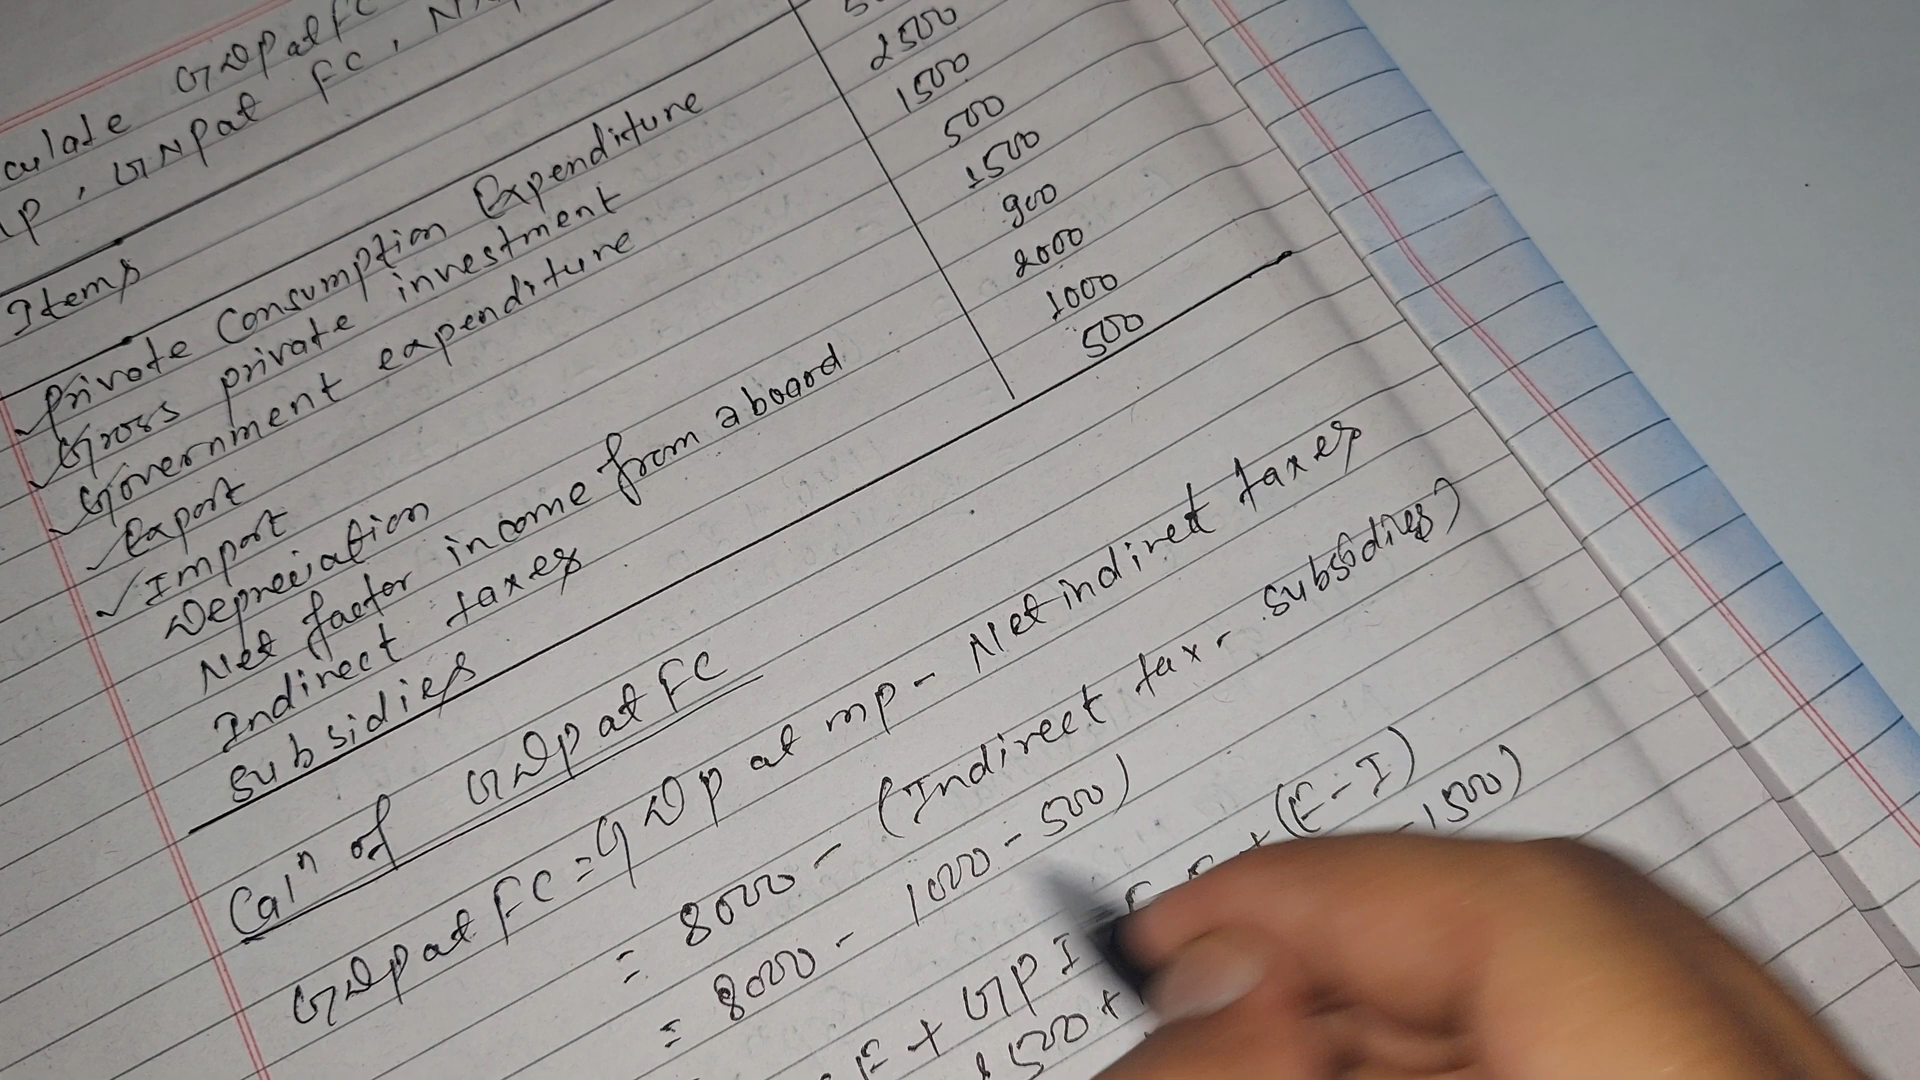 culate GDP at FC
P, GNP at FC, N
Items
Private Consumption Expenditure
Gross private investment 2500
Government expenditure 1500
Export 500
Import 1500
Depreciation 900
Net factor income from aboard 2000
Indirect taxes 1000
Subsidies 500
Calⁿ of GDP at FC
GDP at FC = GDP at mp - Net indirect taxes
= 8000 - (Indirect tax - subsidies)
= 8000 - 1000 - 500)
E + GPI + (E-I)
1500 + 1500)